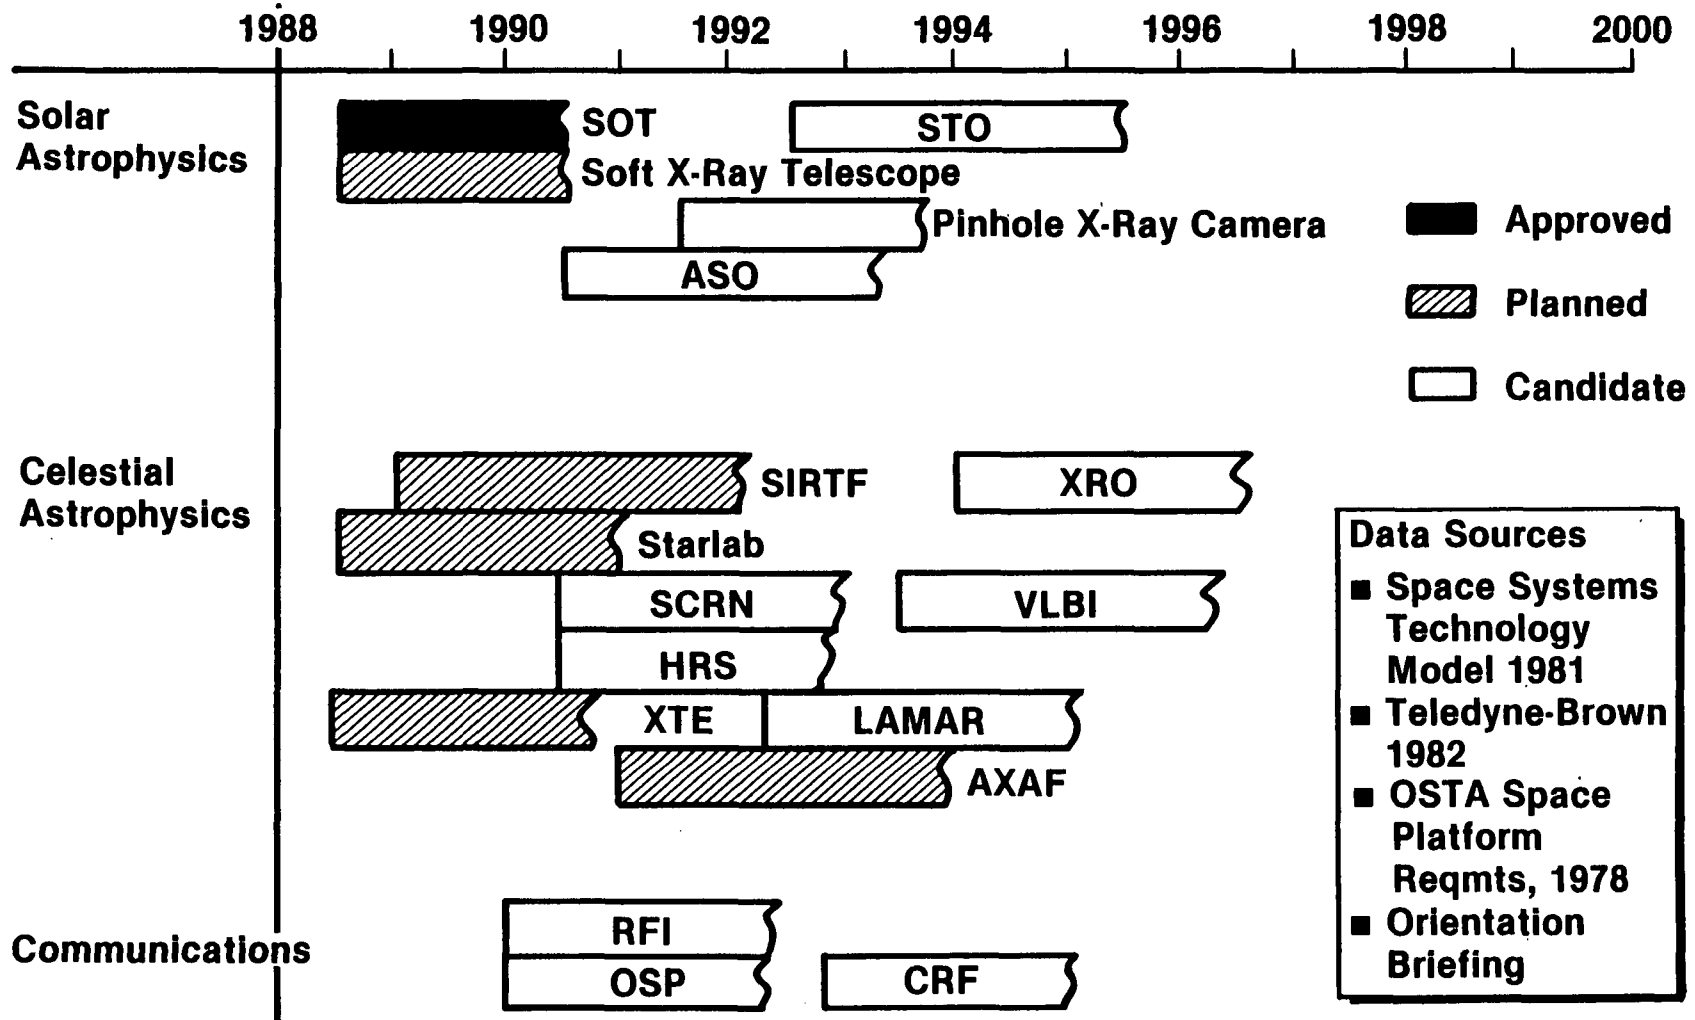 1988 1990 1992 1994 1996 1998 2000
Solar
Astrophysics
SOT
STO
Soft X-Ray Telescope
Pinhole X-Ray Camera
ASO
Approved
Planned
Candidate
Celestial
Astrophysics
SIRTF
XRO
Starlab
SCRN
VLBI
HRS
XTE
LAMAR
AXAF
Data Sources
■ Space Systems
Technology
Model 1981
■ Teledyne-Brown
1982
■ OSTA Space
Platform
Reqmts, 1978
■ Orientation
Briefing
Communications
RFI
OSP
CRF